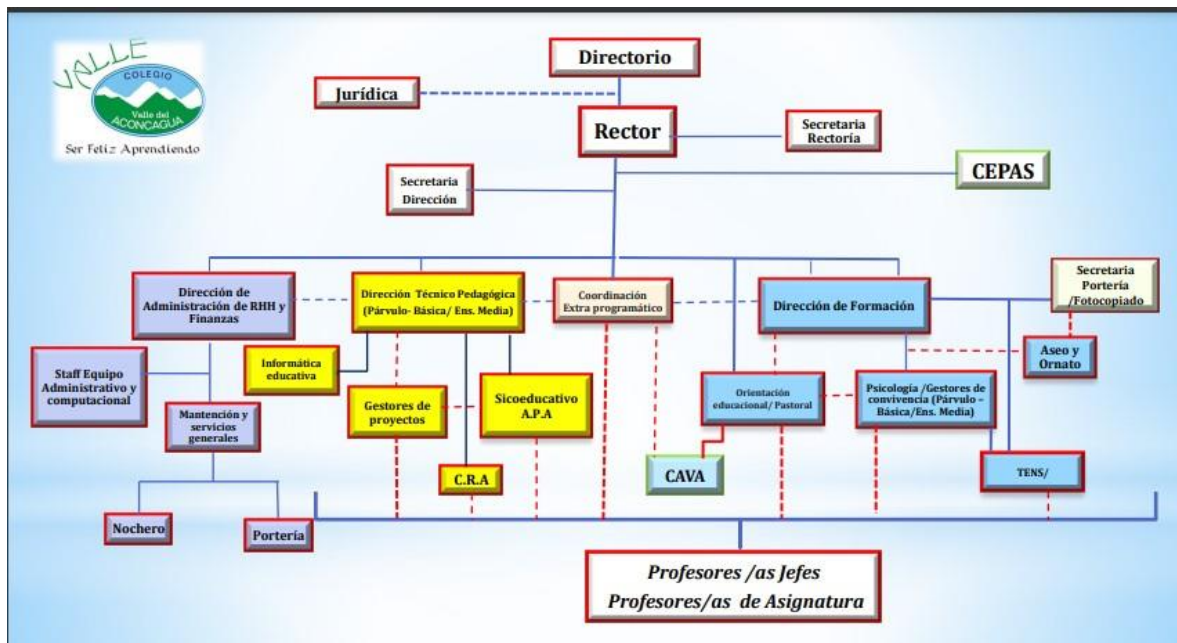 VALLE
COLEGIO
Valle del
ACONCAGUA
Ser Feliz Aprendiendo
Directorio
Jurídica
Rector
Secretaria
Rectoría
CEPAS
Secretaria
Dirección
Dirección de
Administración de RHH y
Finanzas
Dirección Técnico Pedagógica
(Párvulo- Básica/ Ens. Media)
Coordinación
Extra programático
Dirección de Formación
Secretaria
Portería
/Fotocopiado
Staff Equipo
Administrativo y
computacional
Informática
educativa
Aseo y
Ornato
Mantención y
servicios
generales
Gestores de
proyectos
Sicoeducativo
A.P.A
Orientación
educacional/ Pastoral
Psicología /Gestores de
convivencia (Párvulo –
Básica/Ens. Media)
C.R.A
CAVA
TENS/
Nochero
Portería
Profesores /as Jefes
Profesores/as de Asignatura